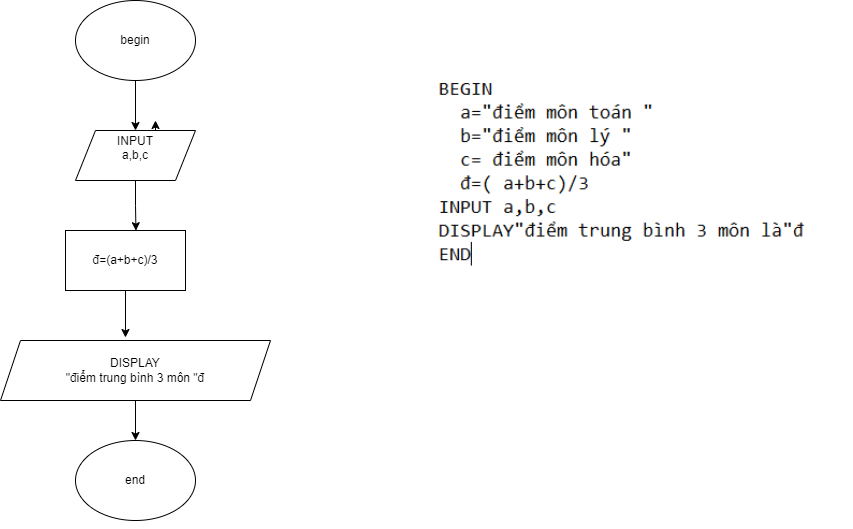 begin
INPUT
a,b,c
đ=(a+b+c)/3
DISPLAY
"điểm trung bình 3 môn "đ
end
BEGIN
a="điểm môn toán "
b="điểm môn lý "
c= điểm môn hóa"
đ=( a+b+c)/3
INPUT a,b,c
DISPLAY"điểm trung bình 3 môn là"đ
END